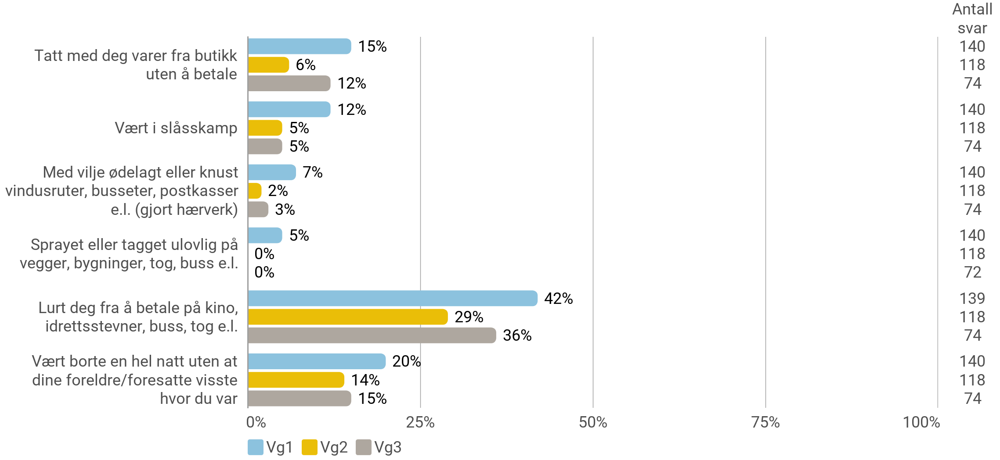 Antall
svar
Tatt med deg varer fra butikk
uten å betale
15%
140
6%
118
12%
74
Vært i slåsskamp
12%
140
5%
118
5%
74
Med vilje ødelagt eller knust
vindusruter, busseter, postkasser
e.l. (gjort hærverk)
7%
140
2%
118
3%
74
Sprayet eller tagget ulovlig på
vegger, bygninger, tog, buss e.l.
5%
140
0%
118
0%
72
Lurt deg fra å betale på kino,
idrettsstevner, buss, tog e.l.
42%
139
29%
118
36%
74
Vært borte en hel natt uten at
dine foreldre/foresatte visste
hvor du var
20%
140
14%
118
15%
74
0% 25% 50% 75% 100%
Vg1 Vg2 Vg3